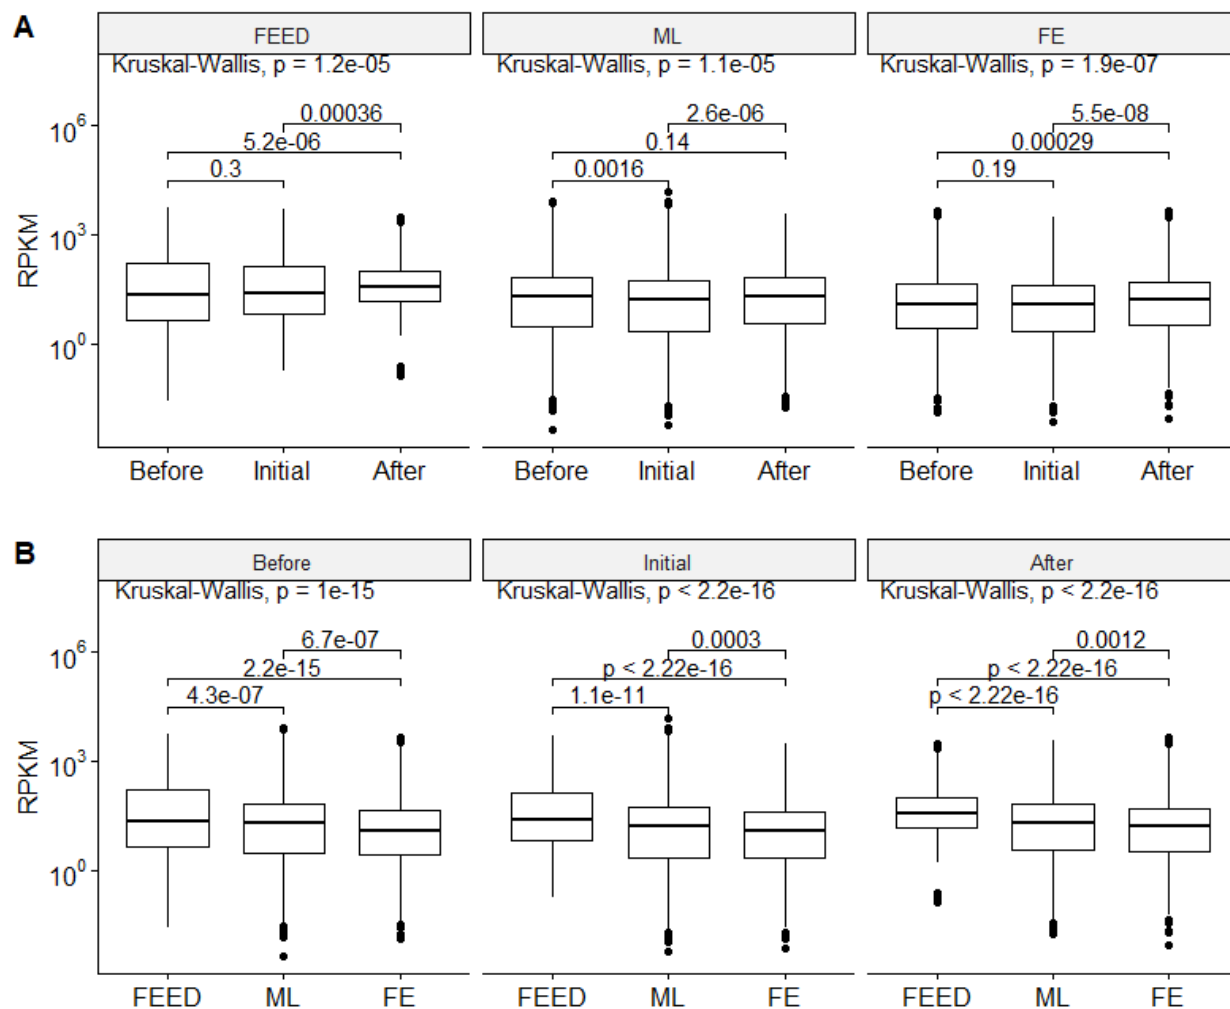 A
FEED ML FE
Kruskal-Wallis, p = 1.2e-05 Kruskal-Wallis, p = 1.1e-05 Kruskal-Wallis, p = 1.9e-07
0.00036 2.6e-06 5.5e-08
10^6
5.2e-06 0.14 0.00029
0.3 0.0016 0.19
10^3
RPKM
10^0
Before Initial After Before Initial After Before Initial After
B
Before Initial After
Kruskal-Wallis, p = 1e-15 Kruskal-Wallis, p < 2.2e-16 Kruskal-Wallis, p < 2.2e-16
6.7e-07 0.0003 0.0012
10^6
2.2e-15 p < 2.22e-16 p < 2.22e-16
4.3e-07 1.1e-11 p < 2.22e-16
10^3
RPKM
10^0
FEED ML FE FEED ML FE FEED ML FE